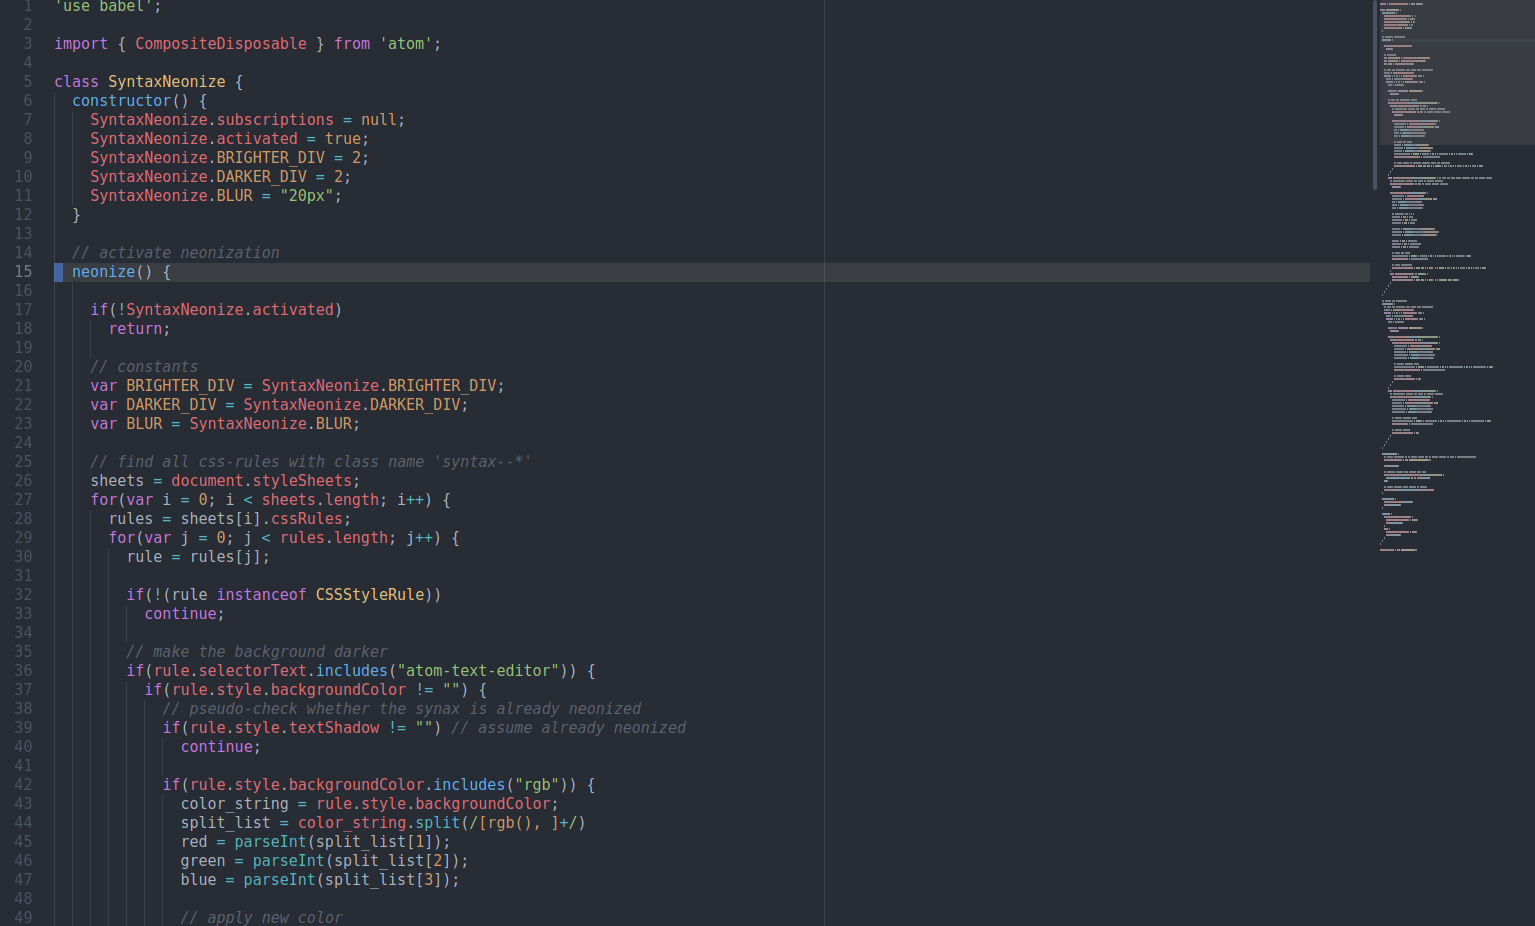 1 'use babel';
2
3 import { CompositeDisposable } from 'atom';
4
5 class SyntaxNeonize {
6   constructor() {
7     SyntaxNeonize.subscriptions = null;
8     SyntaxNeonize.activated = true;
9     SyntaxNeonize.BRIGHTER_DIV = 2;
10     SyntaxNeonize.DARKER_DIV = 2;
11     SyntaxNeonize.BLUR = "20px";
12   }
13
14   // activate neonization
15   neonize() {
16
17     if(!SyntaxNeonize.activated)
18       return;
19
20     // constants
21     var BRIGHTER_DIV = SyntaxNeonize.BRIGHTER_DIV;
22     var DARKER_DIV = SyntaxNeonize.DARKER_DIV;
23     var BLUR = SyntaxNeonize.BLUR;
24
25     // find all css-rules with class name 'syntax--*'
26     sheets = document.styleSheets;
27     for(var i = 0; i < sheets.length; i++) {
28       rules = sheets[i].cssRules;
29       for(var j = 0; j < rules.length; j++) {
30         rule = rules[j];
31
32         if(!(rule instanceof CSSStyleRule))
33           continue;
34
35         // make the background darker
36         if(rule.selectorText.includes("atom-text-editor")) {
37           if(rule.style.backgroundColor != "") {
38             // pseudo-check whether the synax is already neonized
39             if(rule.style.textShadow != "") // assume already neonized
40               continue;
41
42             if(rule.style.backgroundColor.includes("rgb")) {
43               color_string = rule.style.backgroundColor;
44               split_list = color_string.split(/[rgb(), ]+/)
45               red = parseInt(split_list[1]);
46               green = parseInt(split_list[2]);
47               blue = parseInt(split_list[3]);
48
49               // apply new color